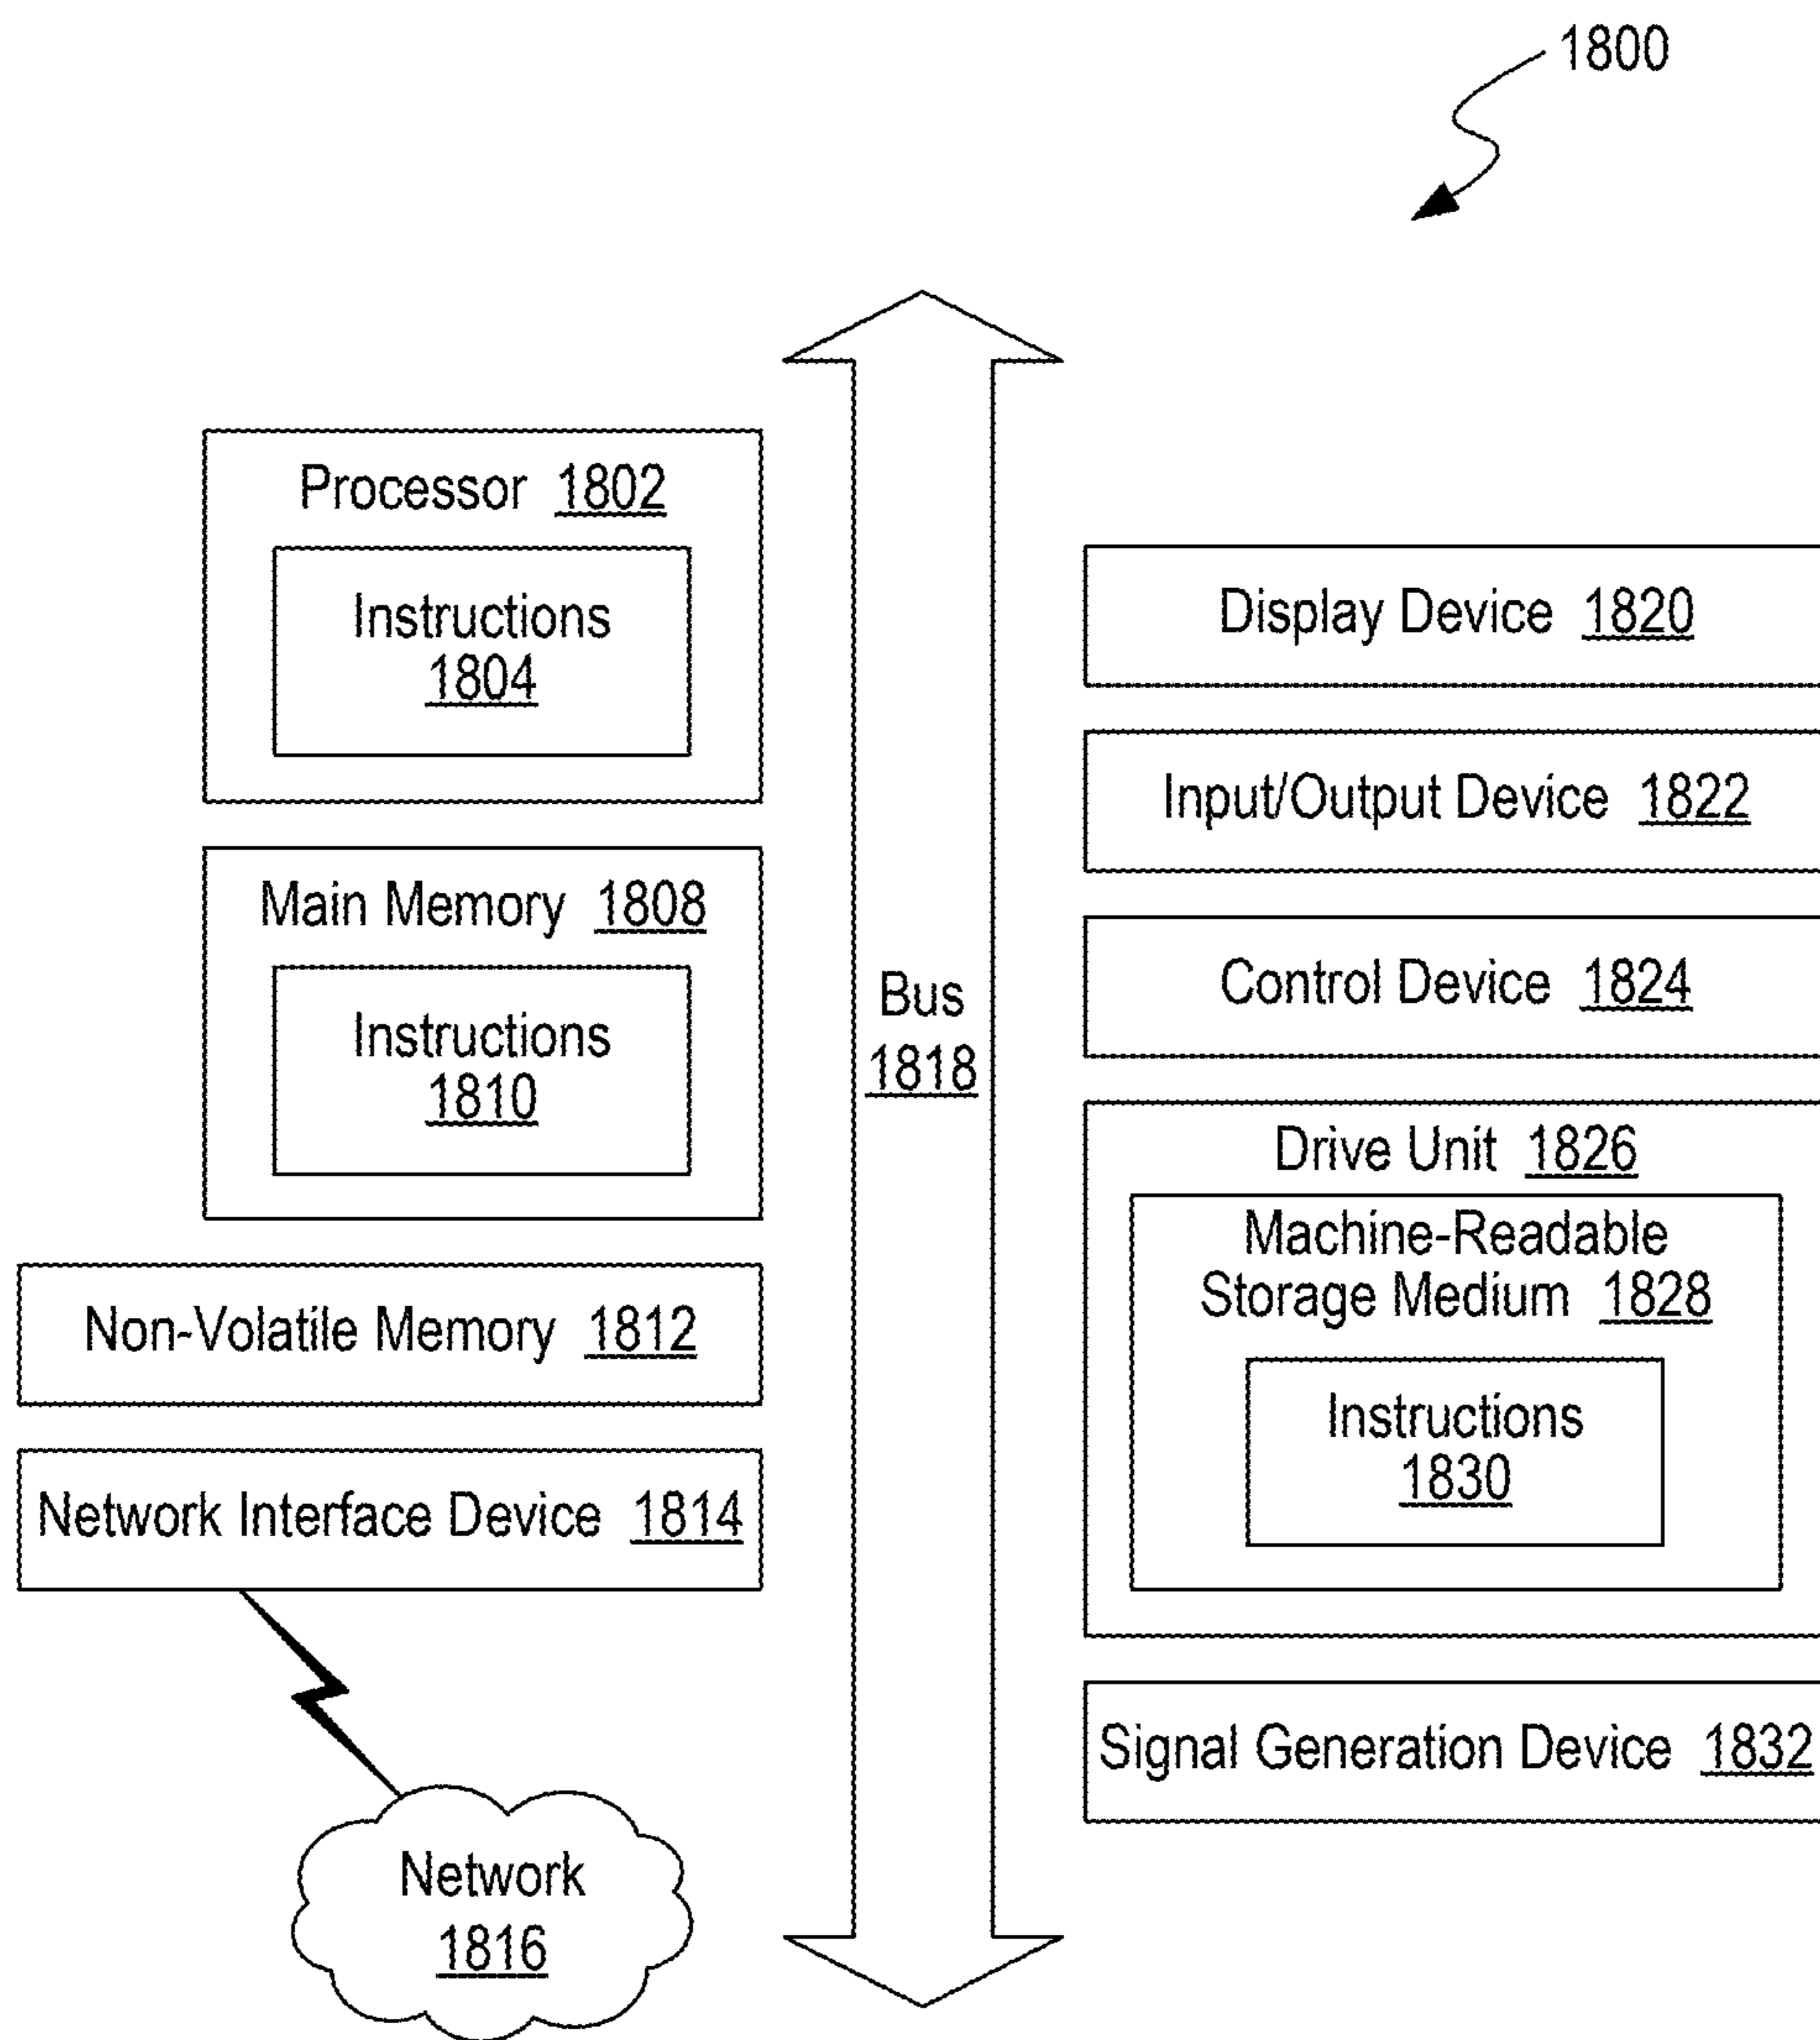 1800
Processor 1802
Instructions
1804
Main Memory 1808
Instructions
1810
Non-Volatile Memory 1812
Network Interface Device 1814
Network
1816
Bus
1818
Display Device 1820
Input/Output Device 1822
Control Device 1824
Drive Unit 1826
Machine-Readable
Storage Medium 1828
Instructions
1830
Signal Generation Device 1832